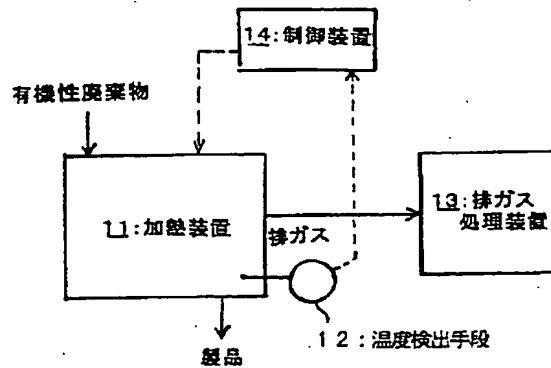 14:制御装置
有機性廃棄物
11:加熱装置
排ガス
13:排ガス
処理装置
12:温度検出手段
製品